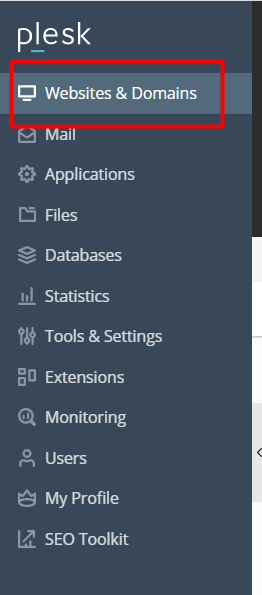 plesk
Websites & Domains
Mail
Applications
Files
Databases
Statistics
Tools & Settings
Extensions
Monitoring
Users
My Profile
SEO Toolkit